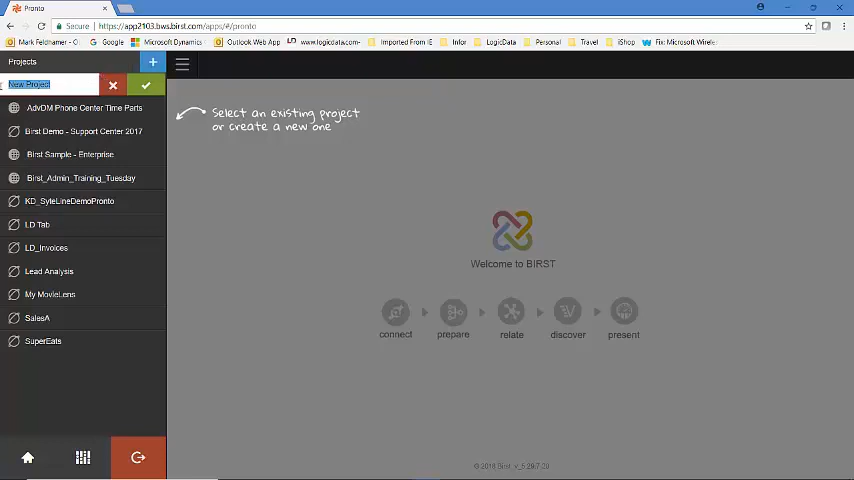 Pronto
Secure
https://app2103.bws.birst.com/apps/#/pronto
Mark Feldhamer - Ou
Google
Microsoft Dynamics
Outlook Web App
www.logicdata.com-
Imported From IE
Infor
LogicData
Personal
Travel
iShop
Fix: Microsoft Wireles
Projects
+
New Project
AdvDM Phone Center Time Parts
Birst Demo - Support Center 2017
Birst Sample - Enterprise
Birst_Admin_Training_Tuesday
KD_SyteLineDemoPronto
LD Tab
LD_Invoices
Lead Analysis
My MovieLens
SalesA
SuperEats
Select an existing project
or create a new one
Welcome to BIRST
connect
prepare
relate
discover
present